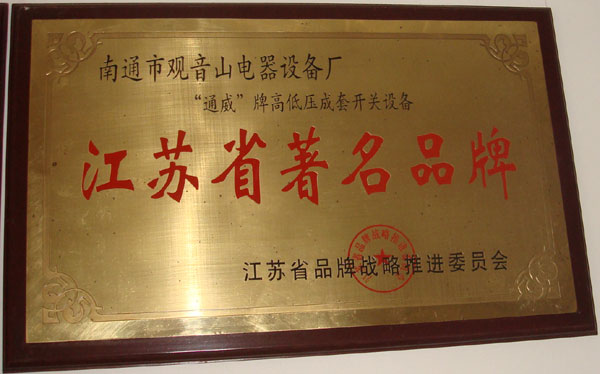 南通市观音山电器设备厂
“通威”牌高低压成套开关设备
江苏省著名品牌
江苏省品牌战略推进委员会